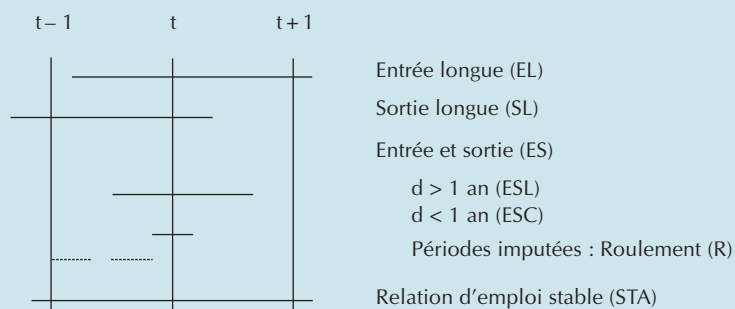 t – 1 t t + 1
Entrée longue (EL)
Sortie longue (SL)
Entrée et sortie (ES)
d > 1 an (ESL)
d < 1 an (ESC)
Périodes imputées : Roulement (R)
Relation d’emploi stable (STA)